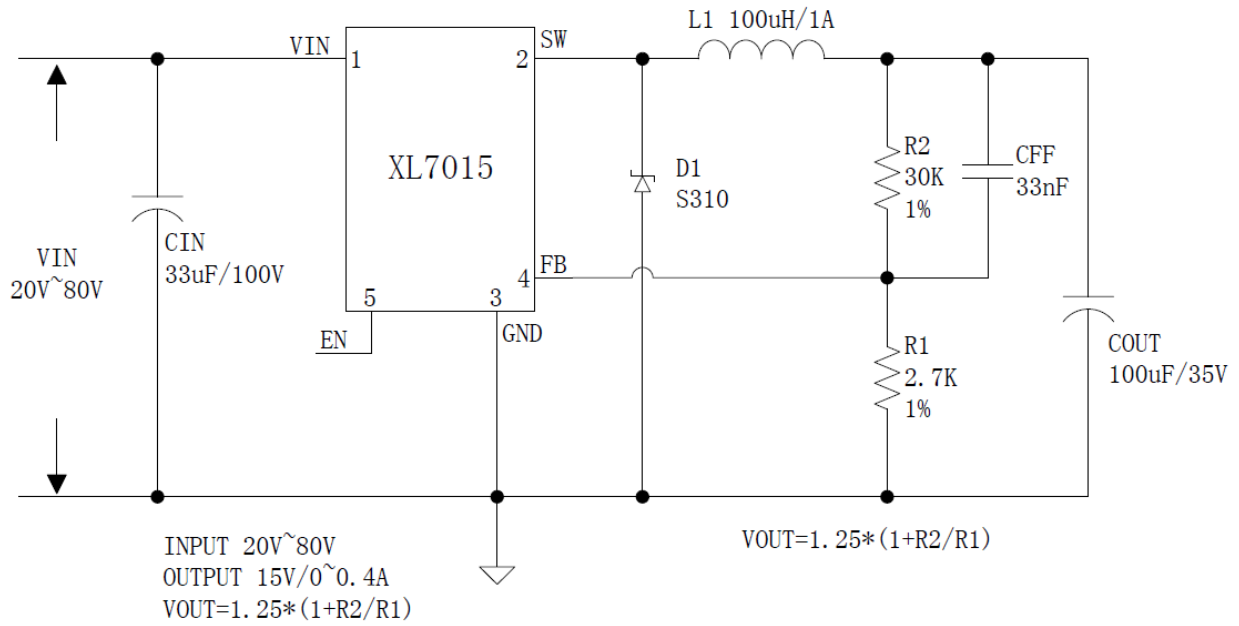 L1 100uH/1A
VIN
1
SW
2
XL7015
R2
30K
1%
CFF
33nF
D1
S310
VIN
20V~80V
CIN
33uF/100V
FB
4
5
3
EN
GND
R1
2.7K
1%
COUT
100uF/35V
INPUT 20V~80V
OUTPUT 15V/0~0.4A
VOUT=1.25*(1+R2/R1)
VOUT=1.25*(1+R2/R1)